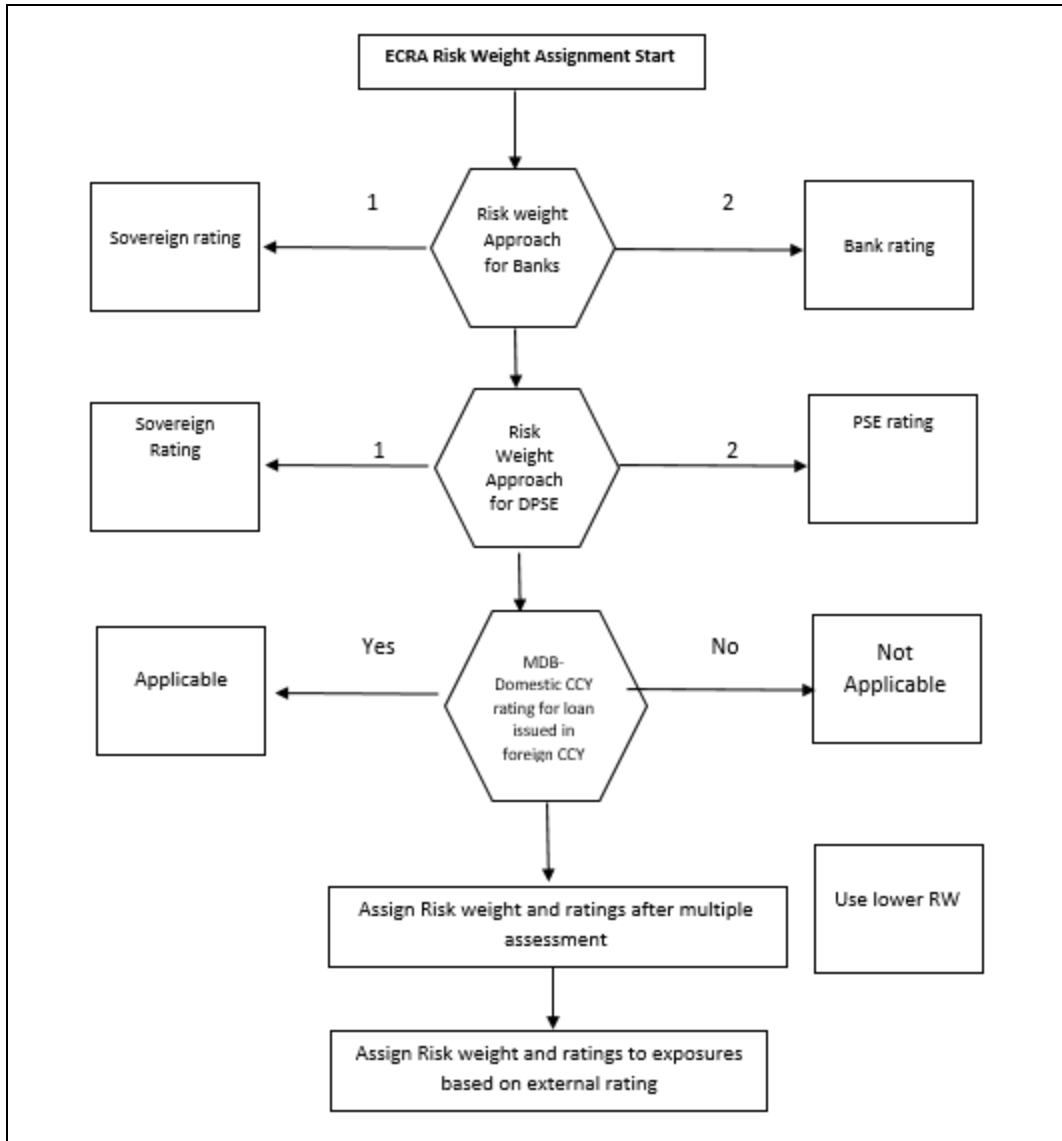 ECRA Risk Weight Assignment Start
1
2
Risk weight
Approach
for Banks
Sovereign rating
Bank rating
Sovereign
Rating
1
Risk
Weight
Approach
for DPSE
2
PSE rating
Yes
No
Applicable
MDB-
Domestic CCY
rating for loan
issued in
foreign CCY
Not
Applicable
Assign Risk weight and ratings after multiple
assessment
Use lower RW
Assign Risk weight and ratings to exposures
based on external rating